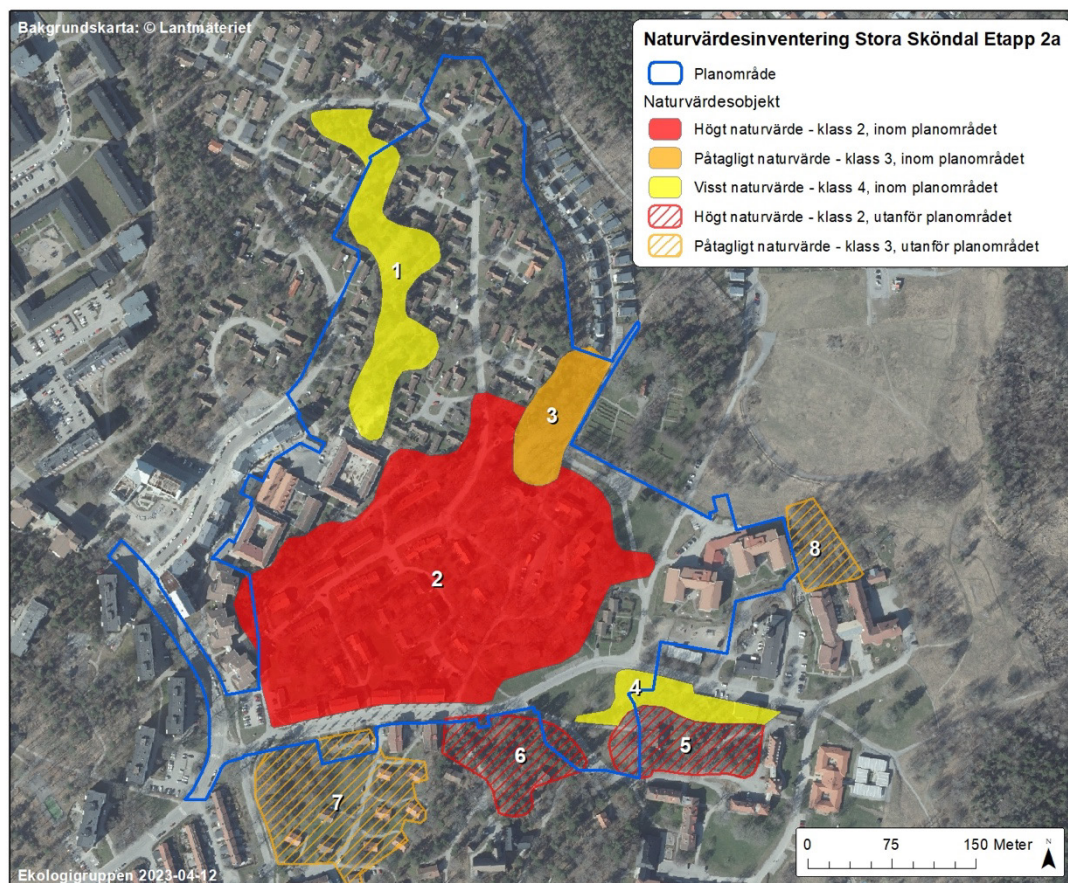 Bakgrundskarta: © Lantmäteriet
Naturvärdesinventering Stora Sköndal Etapp 2a
Planområde
Naturvärdesobjekt
Högt naturvärde - klass 2, inom planområdet
Påtagligt naturvärde - klass 3, inom planområdet
Visst naturvärde - klass 4, inom planområdet
Högt naturvärde - klass 2, utanför planområdet
Påtagligt naturvärde - klass 3, utanför planområdet
1
3
2
8
4
5
6
7
0 75 150 Meter
N
Ekologigruppen 2023-04-12